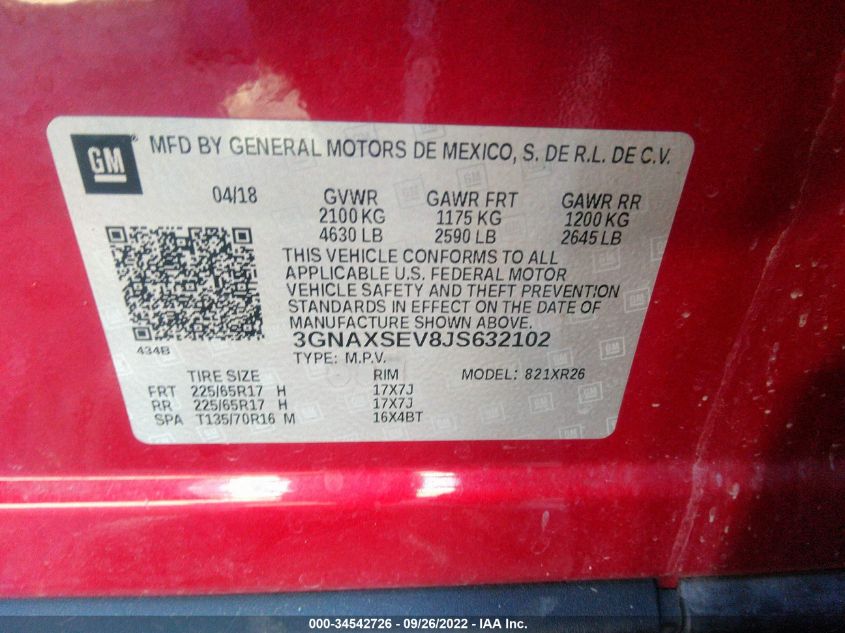 GM
MFD BY GENERAL MOTORS DE MEXICO, S. DE R.L. DE C.V.
04/18 GVWR GAWR FRT GAWR RR
2100 KG 1175 KG 1200 KG
4630 LB 2590 LB 2645 LB
THIS VEHICLE CONFORMS TO ALL
APPLICABLE U.S. FEDERAL MOTOR
VEHICLE SAFETY AND THEFT PREVENTION
STANDARDS IN EFFECT ON THE DATE OF
MANUFACTURE SHOWN ABOVE.
434B
3GNAXSEV8JS632102
TYPE: M.P.V.
TIRE SIZE RIM MODEL: 821XR26
FRT 225/65R17 H 17X7J
RR 225/65R17 H 17X7J
SPA T135/70R16 M 16X4BT
000-34542726 - 09/26/2022 - IAA Inc.